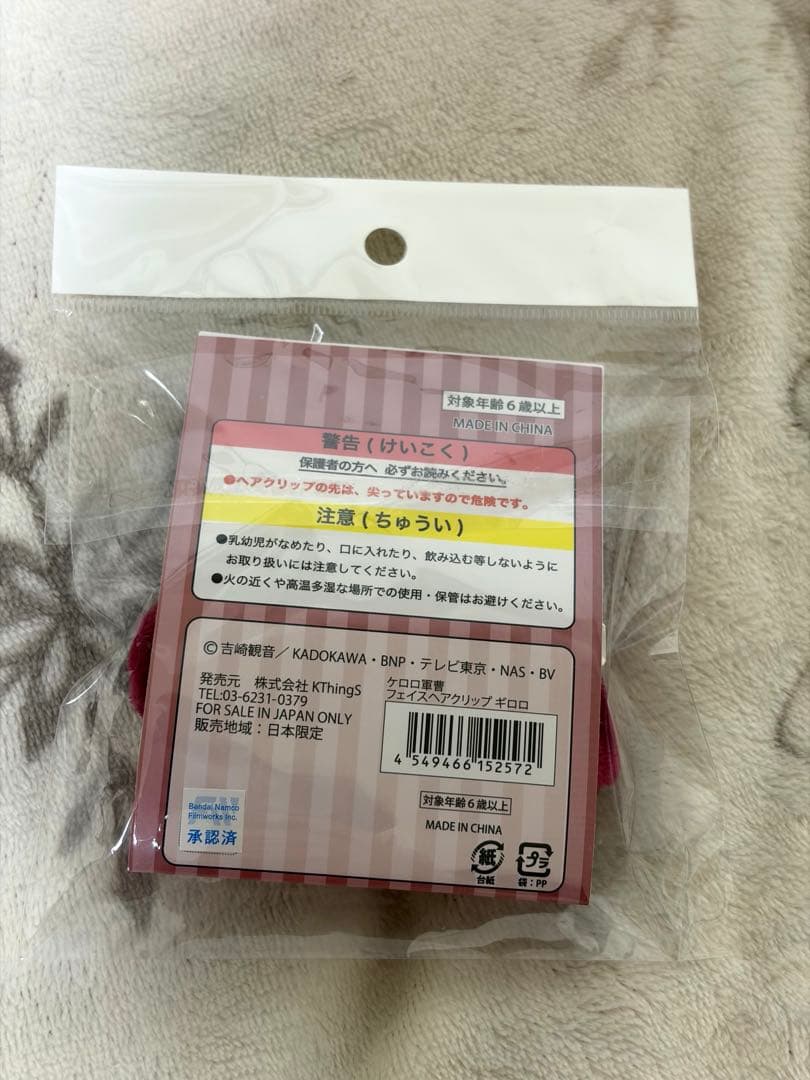 対象年齢６歳以上
MADE IN CHINA
警告(けいこく)
保護者の方へ 必ずお読みください。
●ヘアクリップの先は、尖っていますので危険です。
注意(ちゅうい)
●乳幼児がなめたり、口に入れたり、飲み込む等しないように
お取り扱いには注意してください。
●火の近くや高温多湿な場所での使用・保管はお避けください。
©吉崎観音／KADOKAWA・BNP・テレビ東京・NAS・BV
発売元　株式会社 KThingS
TEL:03-6231-0379
FOR SALE IN JAPAN ONLY
販売地域：日本限定
ケロロ軍曹
フェイスヘアクリップ ギロロ
4 549466 152572
Bandai Namco
Filmworks Inc.
承認済
対象年齢６歳以上
MADE IN CHINA
紙
台紙
プラ
袋：PP